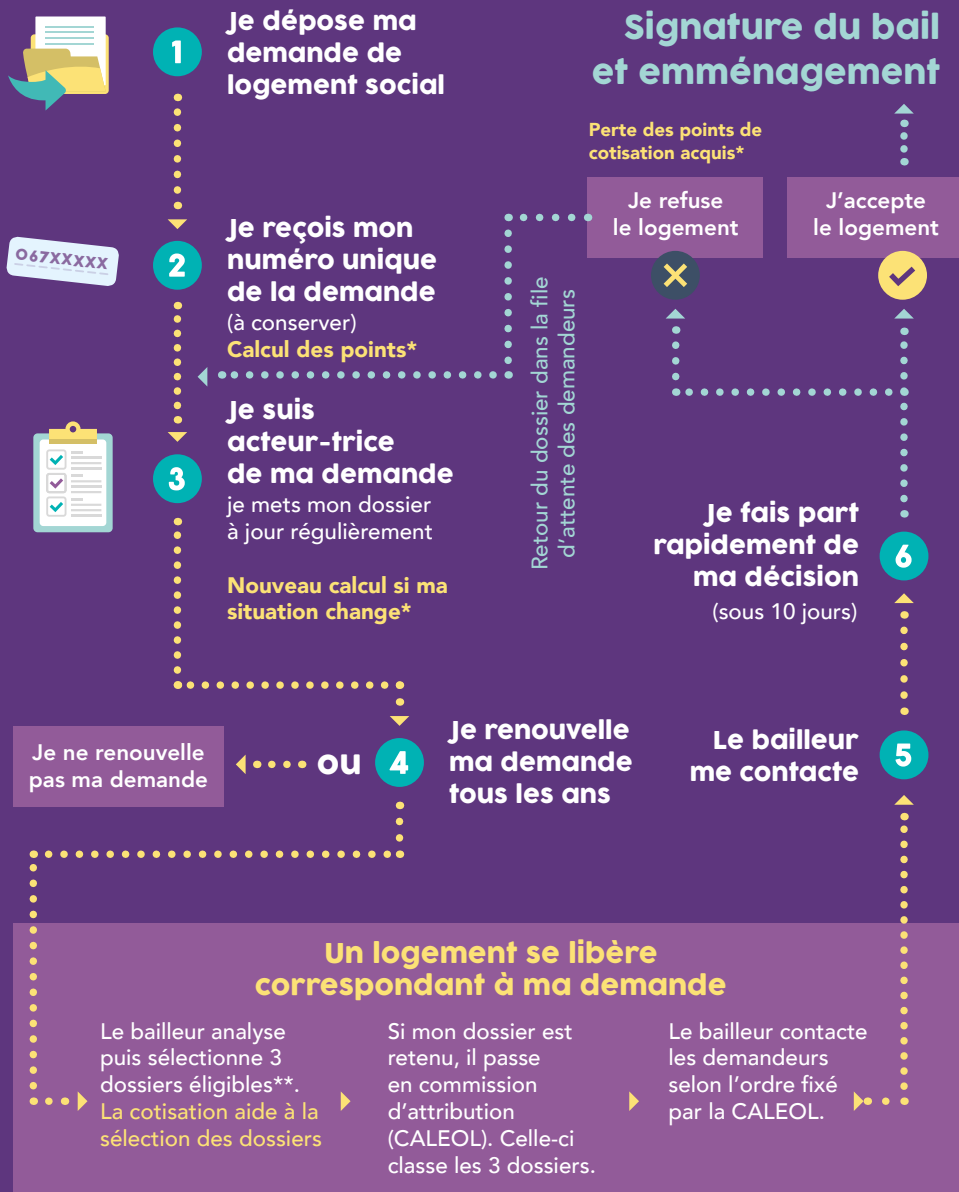 1
Je dépose ma
demande de
logement social
067XXXXX
2
Je reçois mon
numéro unique
de la demande
(à conserver)
Calcul des points*
3
Je suis
acteur-trice
de ma demande
je mets mon dossier
à jour régulièrement
Nouveau calcul si ma
situation change*
Je ne renouvelle
pas ma demande
ou
4
Je renouvelle
ma demande
tous les ans
Un logement se libère
correspondant à ma demande
Le bailleur analyse
puis sélectionne 3
dossiers éligibles**.
La cotisation aide à la
sélection des dossiers
Si mon dossier est
retenu, il passe
en commission
d'attribution
(CALEOL). Celle-ci
classe les 3 dossiers.
Le bailleur contacte
les demandeurs
selon l'ordre fixé
par la CALEOL.
Le bailleur
me contacte
5
Je fais part
rapidement de
ma décision
(sous 10 jours)
6
Je refuse
le logement
Perte des points de
cotisation acquis*
Retour du dossier dans la file
d'attente des demandeurs
J'accepte
le logement
Signature du bail
et emménagement